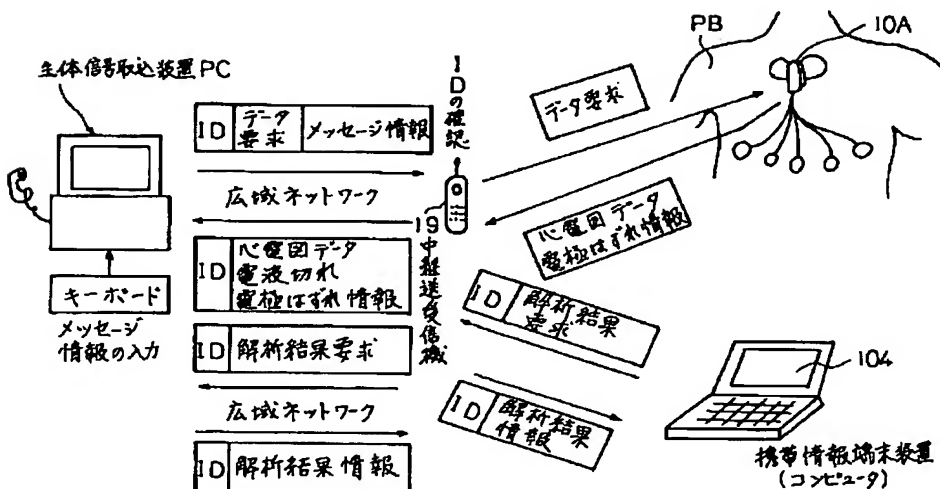 生体信号取込装置PC
ID
データ
要求
メッセージ情報
広域ネットワーク
キーボード
メッセージ
情報の入力
ID
心電図データ
電波切れ
電極はずれ情報
ID
解析結果要求
広域ネットワーク
ID
解析結果情報
IDの確認
19
中継送受信機
データ要求
心電図データ
電極はずれ情報
PB
10A
ID
解析結果
要求
ID
解析結果
情報
104
携帯情報端末装置
(コンピュータ)